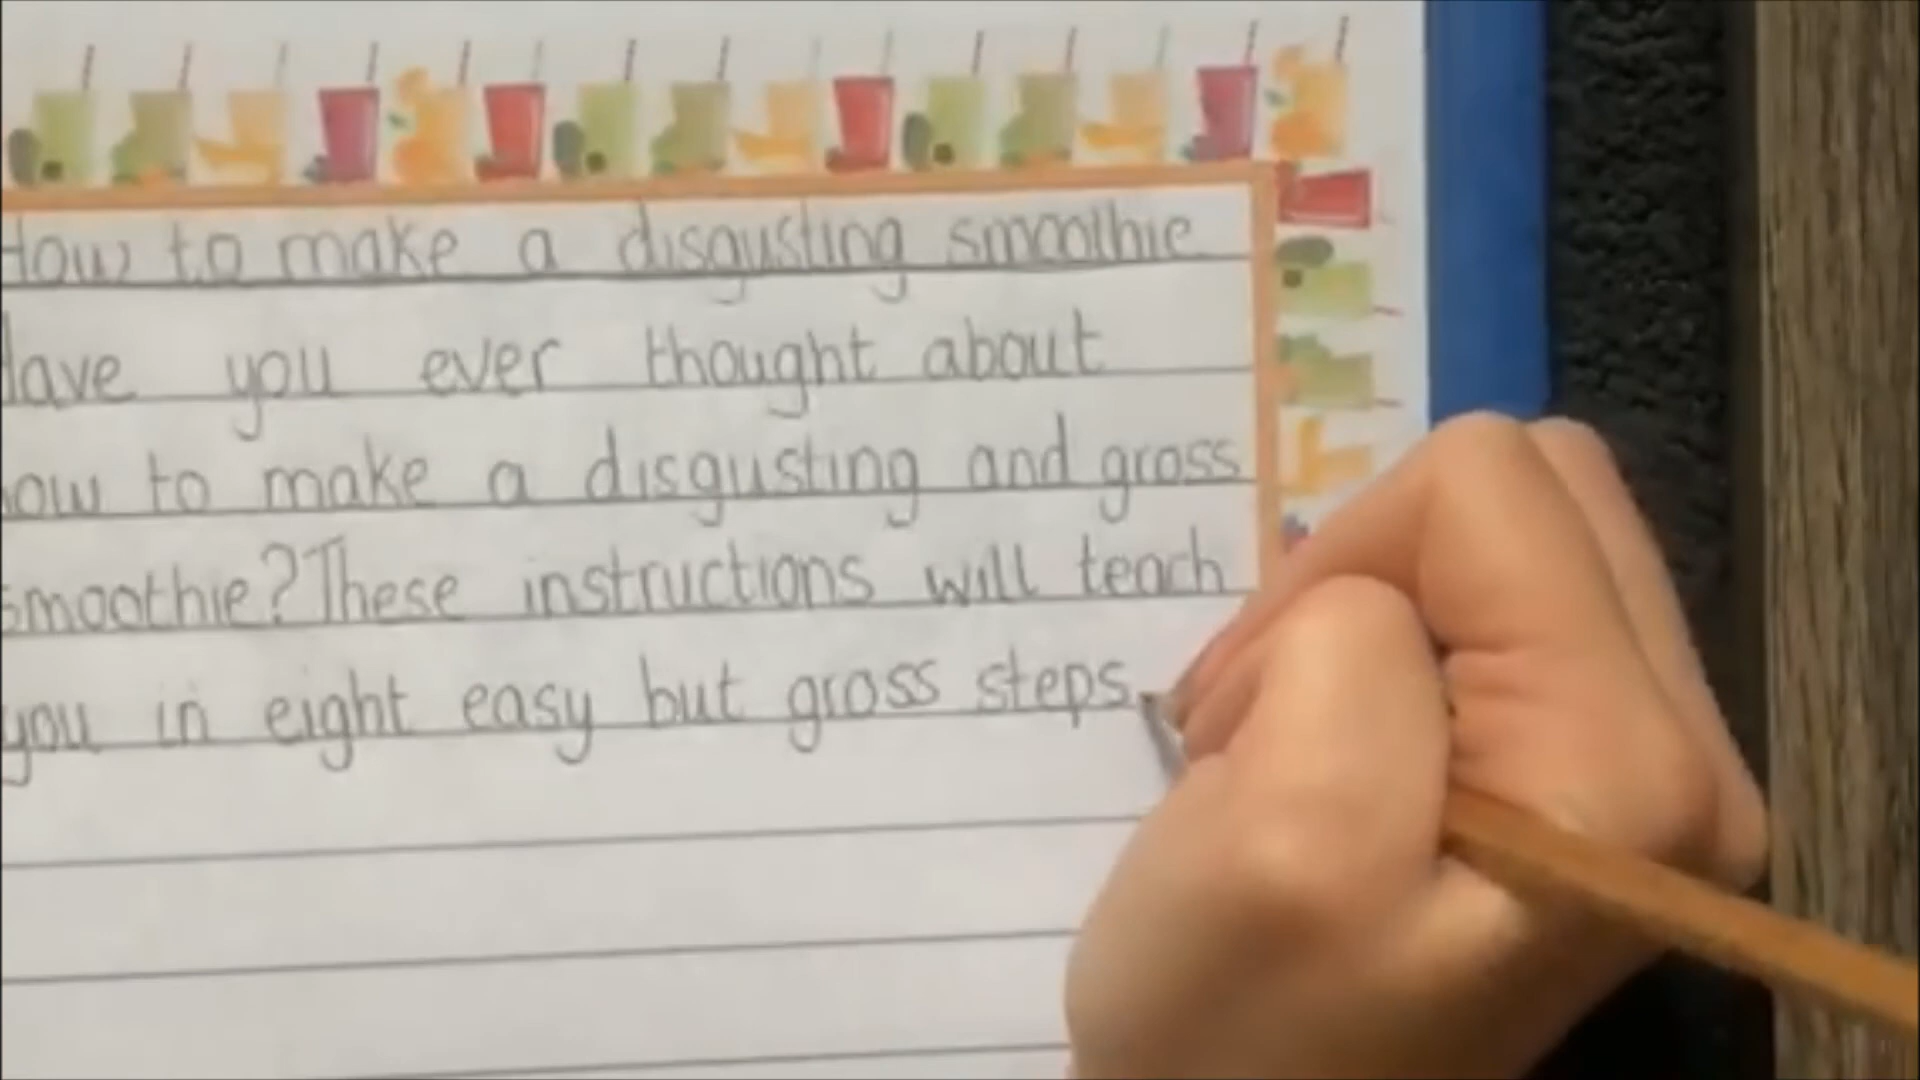 How to make a disgusting smoothie
Have you ever thought about
how to make a disgusting and gross
smoothie? These instructions will teach
you in eight easy but gross steps.